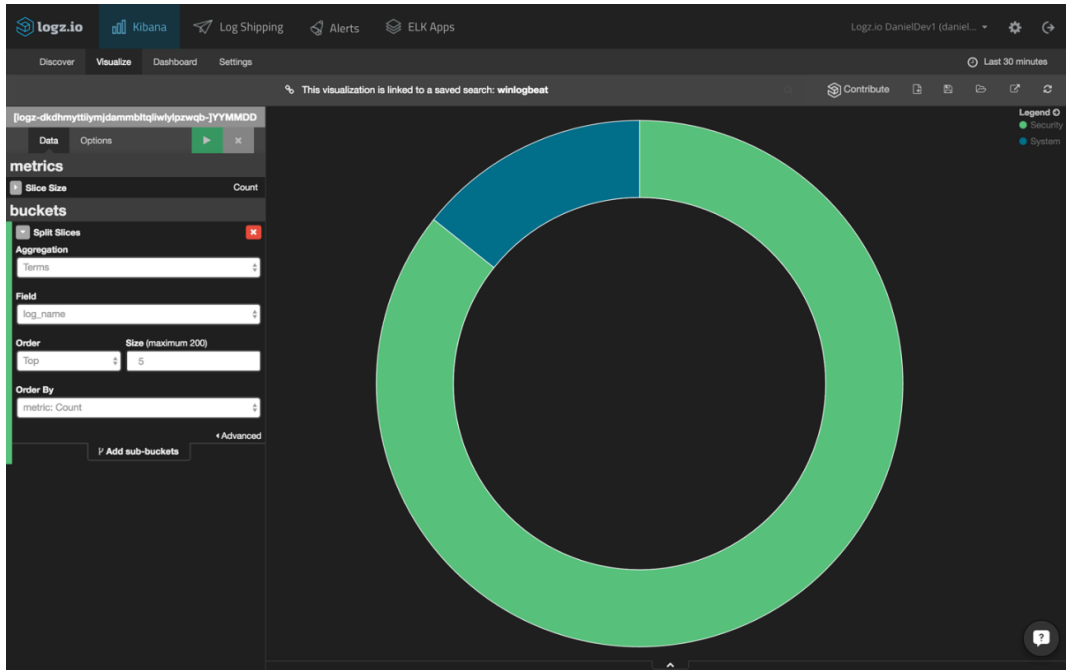 logz.io Kibana Log Shipping Alerts ELK Apps Logz.io DanielDev1 (daniel...
Discover Visualize Dashboard Settings Last 30 minutes
This visualization is linked to a saved search: winlogbeat Contribute
[logz-dkdhmyttiiymjdammbltqliwlylpzwqb-]YYMMDD
Legend
Security
System
Data Options
metrics
Slice Size Count
buckets
Split Slices
Aggregation
Terms
Field
log_name
Order Size (maximum 200)
Top 5
Order By
metric: Count
Advanced
Add sub-buckets
?